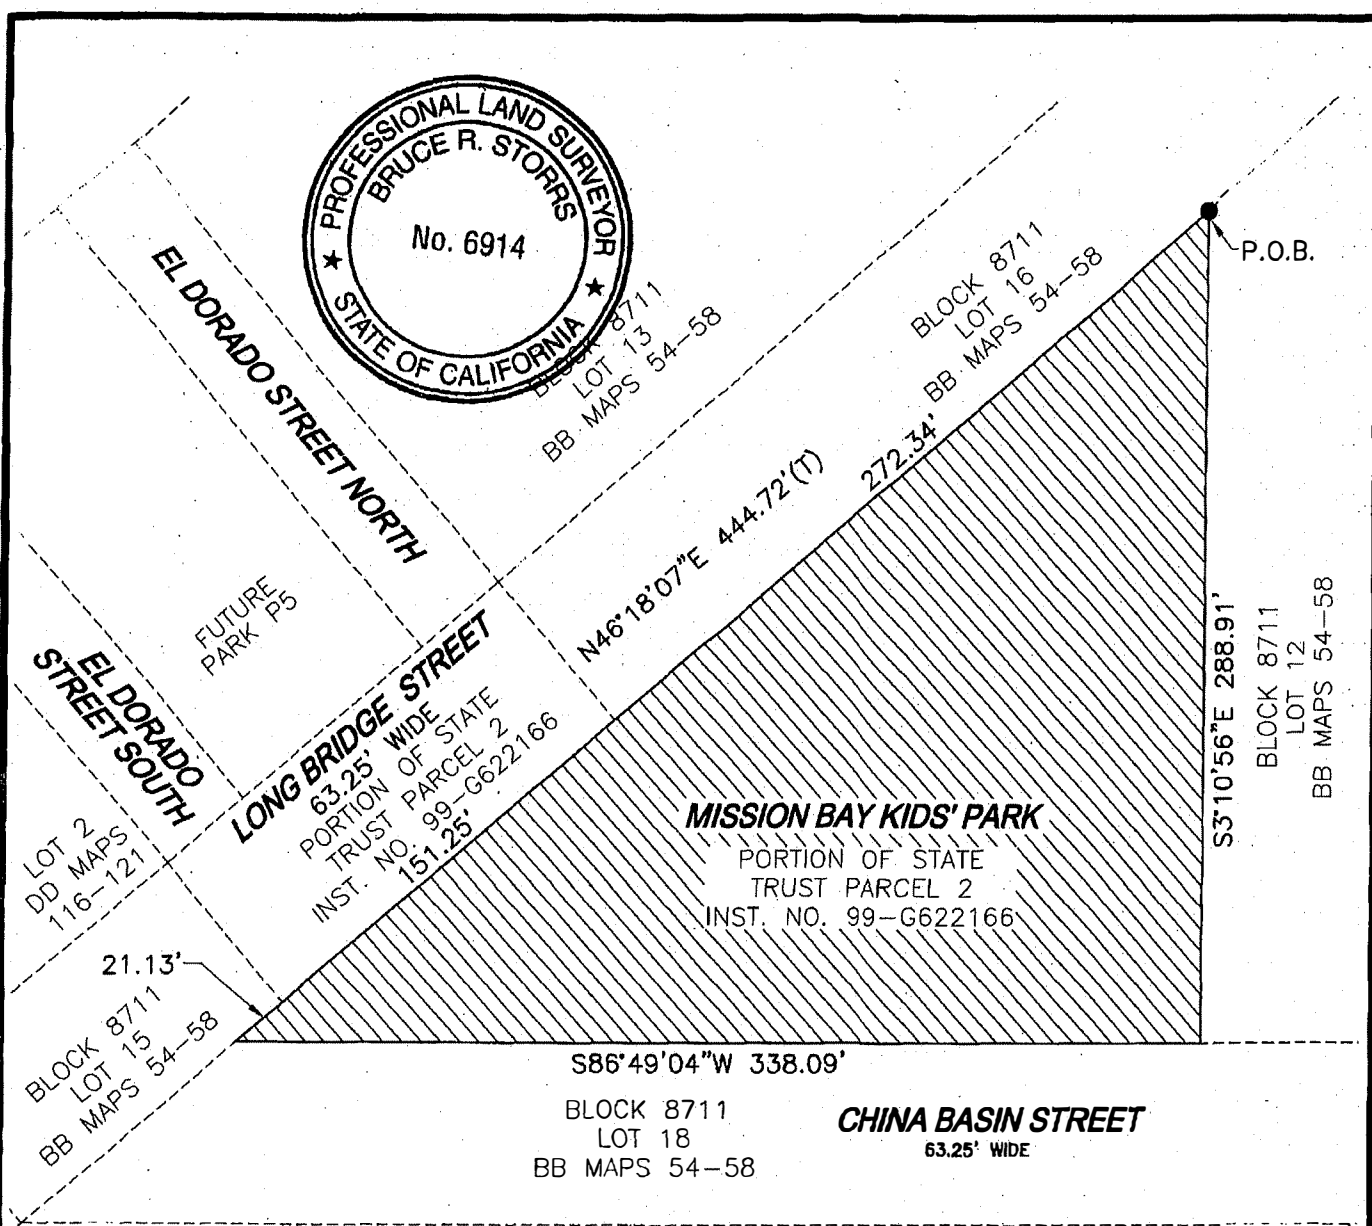 PROFESSIONAL LAND SURVEYOR
BRUCE R. STORRS
No. 6914
STATE OF CALIFORNIA
EL DORADO STREET NORTH
BLOCK 8711
LOT 13
BB MAPS 54-58
BLOCK 8711
LOT 16
BB MAPS 54-58
P.O.B.
N46°18'07"E 444.72'(T)
272.34'
FUTURE
PARK P5
EL DORADO
STREET SOUTH
LONG BRIDGE STREET
63.25' WIDE
PORTION OF STATE
TRUST PARCEL 2
INST. NO. 99-G622166
151.25'
S3°10'56"E 288.91'
BLOCK 8711
LOT 12
BB MAPS 54-58
MISSION BAY KIDS' PARK
PORTION OF STATE
TRUST PARCEL 2
INST. NO. 99-G622166
LOT 2
DD MAPS
116-121
21.13'
BLOCK 8711
LOT 15
BB MAPS 54-58
S86°49'04"W 338.09'
BLOCK 8711
LOT 18
BB MAPS 54-58
CHINA BASIN STREET
63.25' WIDE